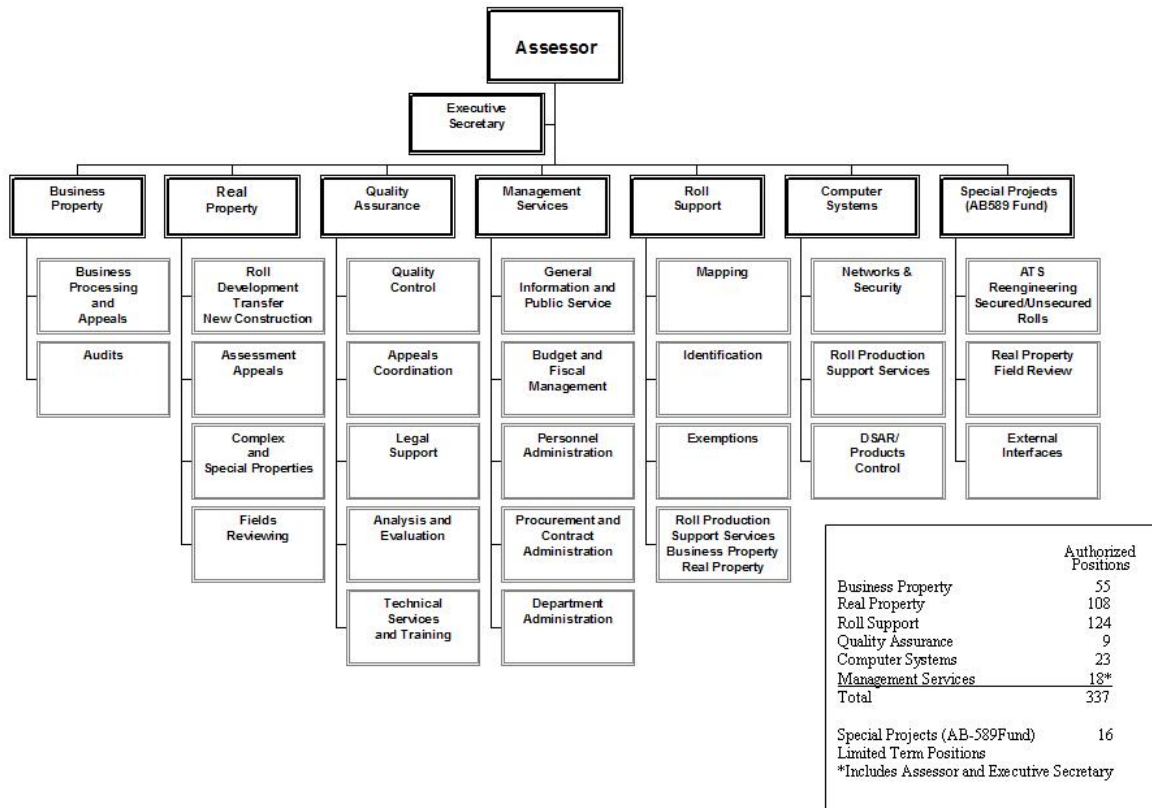 Assessor
Executive
Secretary
Business
Property
Real
Property
Quality
Assurance
Management
Services
Roll
Support
Computer
Systems
Special Projects
(AB589 Fund)
Business
Processing
and
Appeals
Audits
Roll
Development
Transfer
New Construction
Assessment
Appeals
Complex
and
Special Properties
Fields
Reviewing
Quality
Control
Appeals
Coordination
Legal
Support
Analysis and
Evaluation
Technical
Services
and Training
General
Information and
Public Service
Budget and
Fiscal
Management
Personnel
Administration
Procurement and
Contract
Administration
Department
Administration
Mapping
Identification
Exemptions
Roll Production
Support Services
Business Property
Real Property
Networks &
Security
Roll Production
Support Services
DSAR/
Products
Control
ATS
Reengineering
Secured/Unsecured
Rolls
Real Property
Field Review
External
Interfaces
Authorized
Positions
Business Property 55
Real Property 108
Roll Support 124
Quality Assurance 9
Computer Systems 23
Management Services 18*
Total 337
Special Projects (AB-589Fund) 16
Limited Term Positions
*Includes Assessor and Executive Secretary